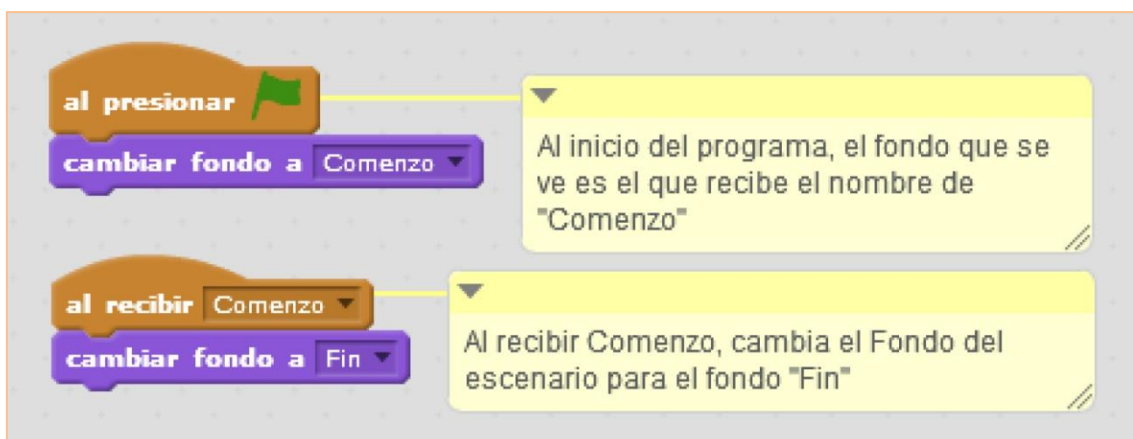 al presionar
cambiar fondo a Comenzo
Al inicio del programa, el fondo que se
ve es el que recibe el nombre de
"Comenzo"
al recibir Comenzo
cambiar fondo a Fin
Al recibir Comenzo, cambia el Fondo del
escenario para el fondo "Fin"